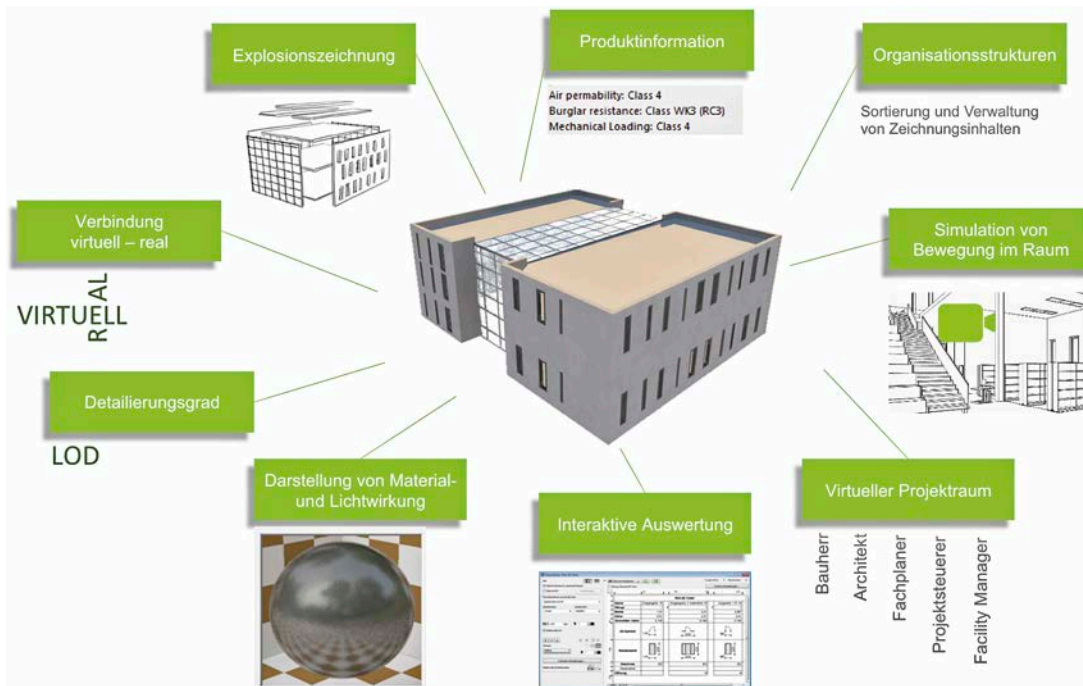 Explosionszeichnung
Produktinformation
Air permability: Class 4
Burglar resistance: Class WK3 (RC3)
Mechanical Loading: Class 4
Organisationsstrukturen
Sortierung und Verwaltung
von Zeichnungsinhalten
Verbindung
virtuell – real
VIRTUELL
REAL
Simulation von
Bewegung im Raum
Detailierungsgrad
LOD
Darstellung von Material-
und Lichtwirkung
Interaktive Auswertung
Virtueller Projektraum
Bauherr
Architekt
Fachplaner
Projektsteuerer
Facility Manager